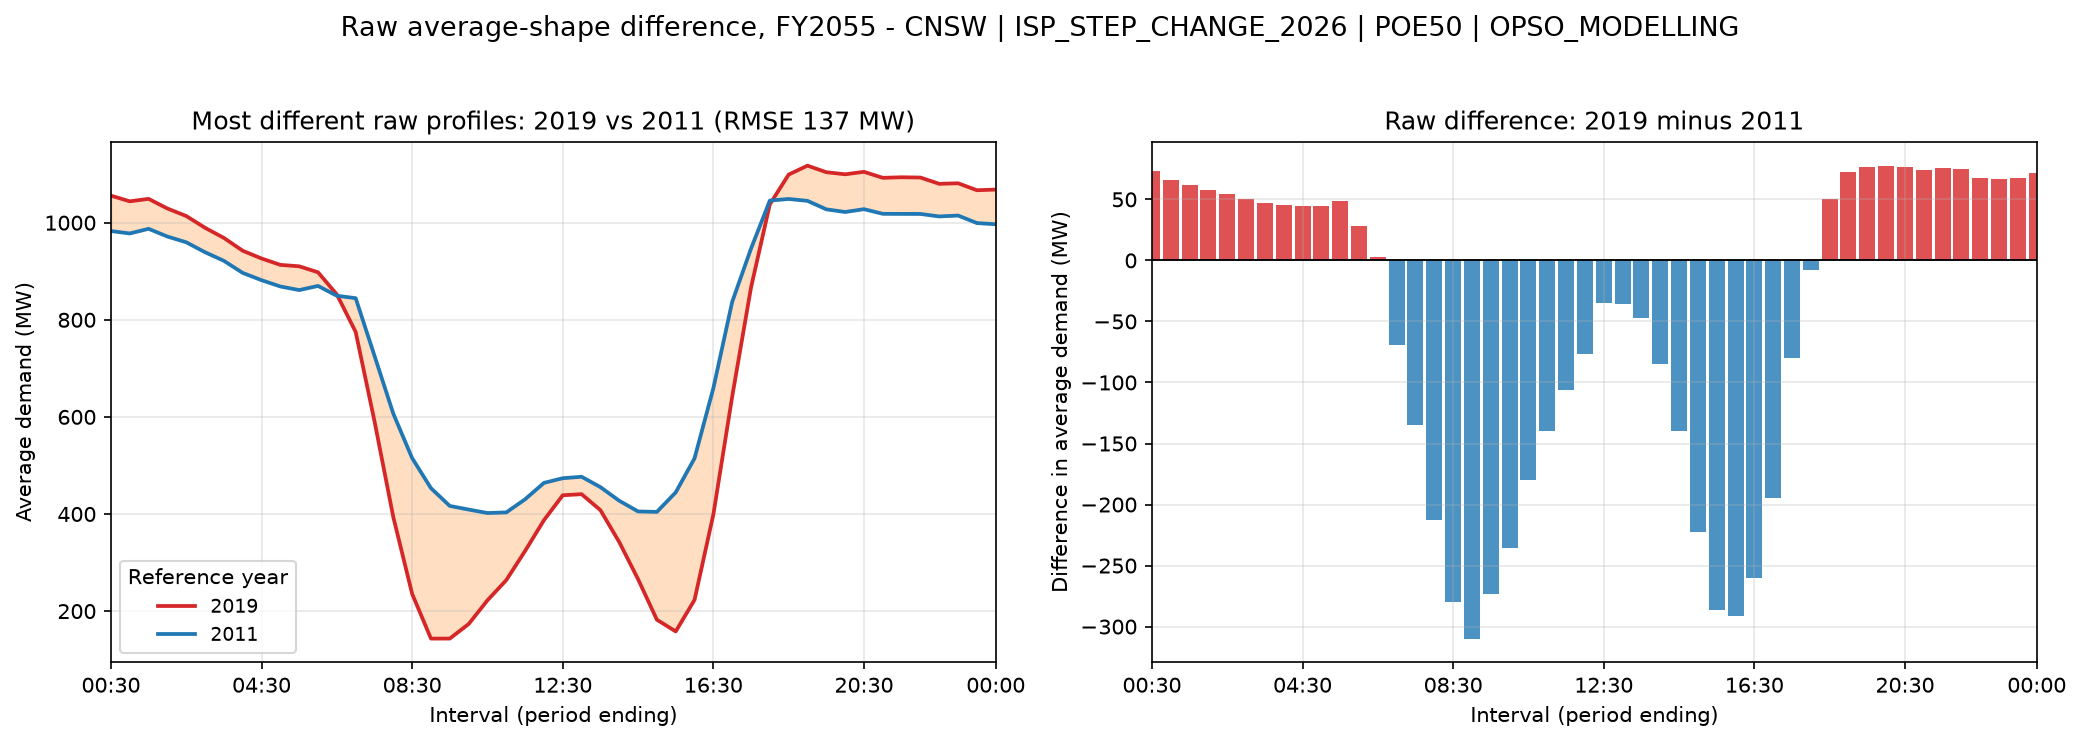 Raw average-shape difference, FY2055 - CNSW | ISP_STEP_CHANGE_2026 | POE50 | OPSO_MODELLING
Most different raw profiles: 2019 vs 2011 (RMSE 137 MW)
Average demand (MW)
1000
800
600
400
200
Reference year
2019
2011
00:30 04:30 08:30 12:30 16:30 20:30 00:00
Interval (period ending)
Raw difference: 2019 minus 2011
Difference in average demand (MW)
50
0
−50
−100
−150
−200
−250
−300
00:30 04:30 08:30 12:30 16:30 20:30 00:00
Interval (period ending)